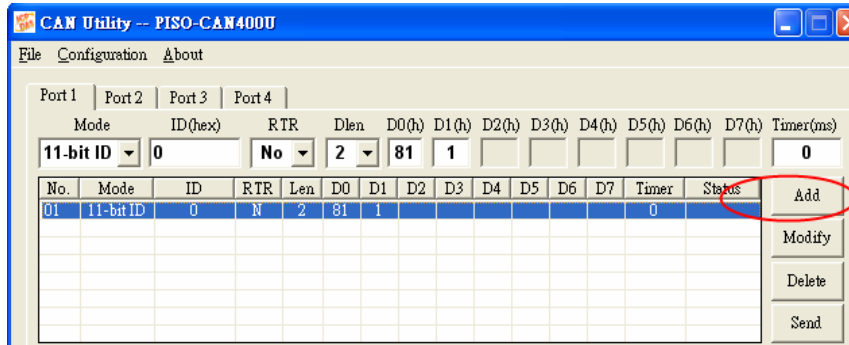 CAN Utility -- PISO-CAN400U
File Configuration About
Port 1 Port 2 Port 3 Port 4
Mode ID(hex) RTR Dlen D0(h) D1(h) D2(h) D3(h) D4(h) D5(h) D6(h) D7(h) Timer(ms)
11-bit ID 0 No 2 81 1 0
No. Mode ID RTR Len D0 D1 D2 D3 D4 D5 D6 D7 Timer Status Add
01 11-bit ID 0 N 2 81 1 0
Modify
Delete
Send